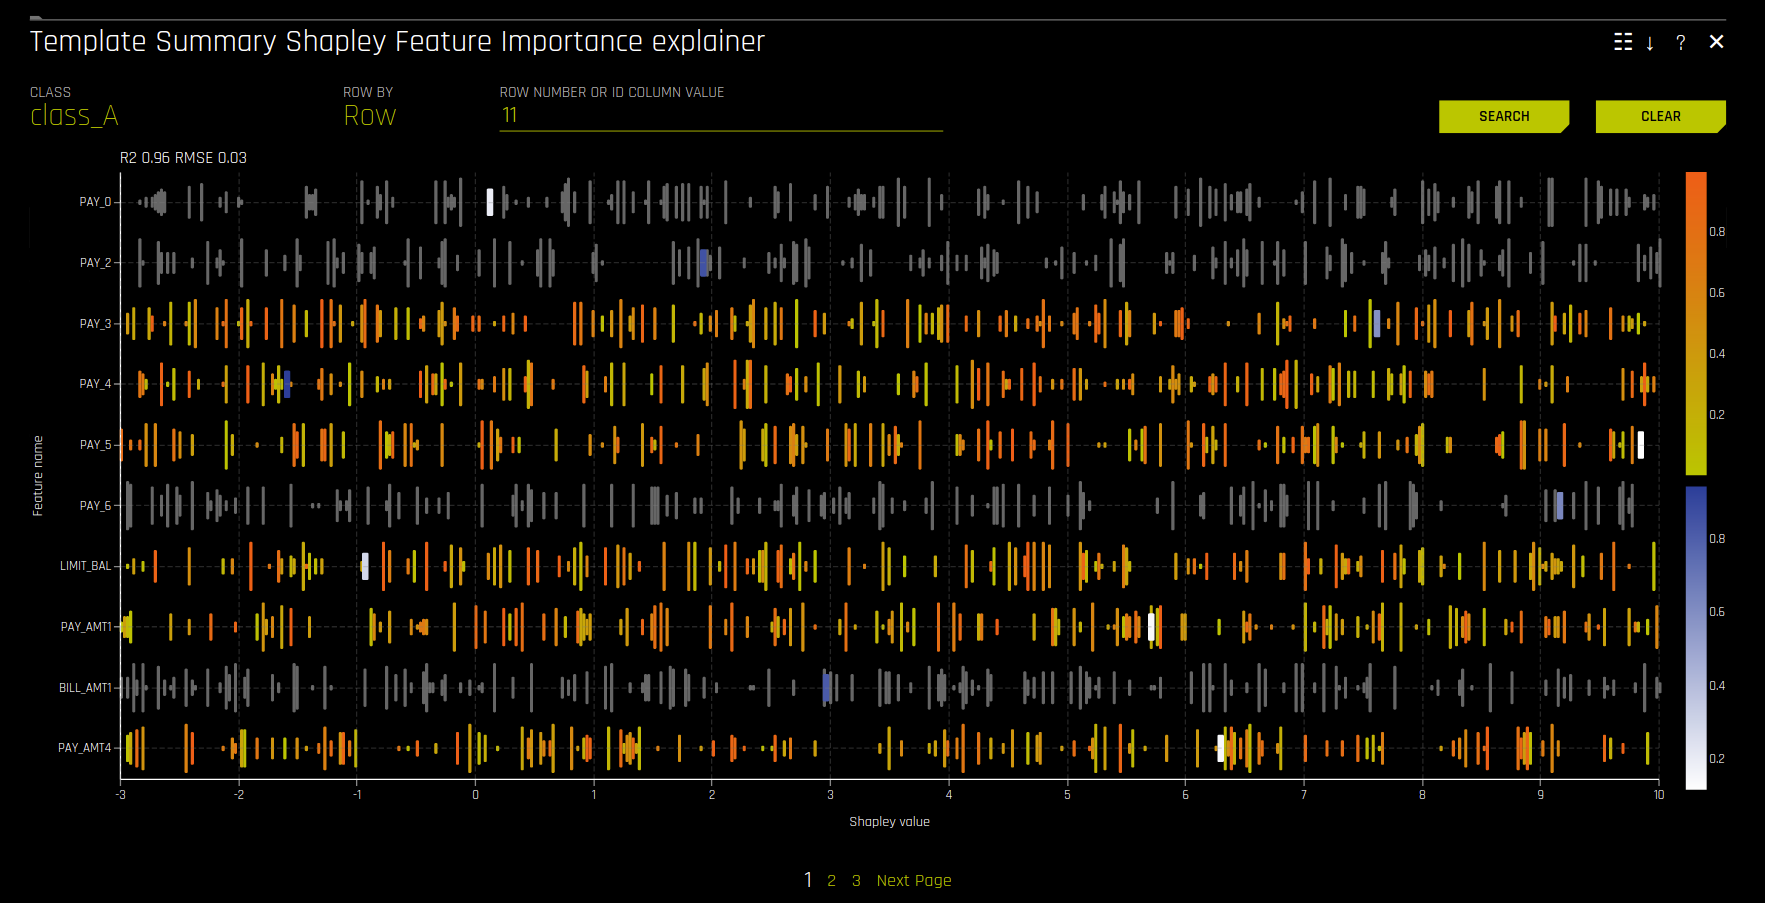 Template Summary Shapley Feature Importance explainer
↓ ? ✕
CLASS ROW BY ROW NUMBER OR ID COLUMN VALUE
class_A Row 11
SEARCH CLEAR
R2 0.96 RMSE 0.03
Feature name
PAY_0
PAY_2
PAY_3
PAY_4
PAY_5
PAY_6
LIMIT_BAL
PAY_AMT1
BILL_AMT1
PAY_AMT4
-3 -2 -1 0 1 2 3 4 5 6 7 8 9 10
Shapley value
0.8
0.6
0.4
0.2
0.8
0.6
0.4
0.2
1 2 3 Next Page